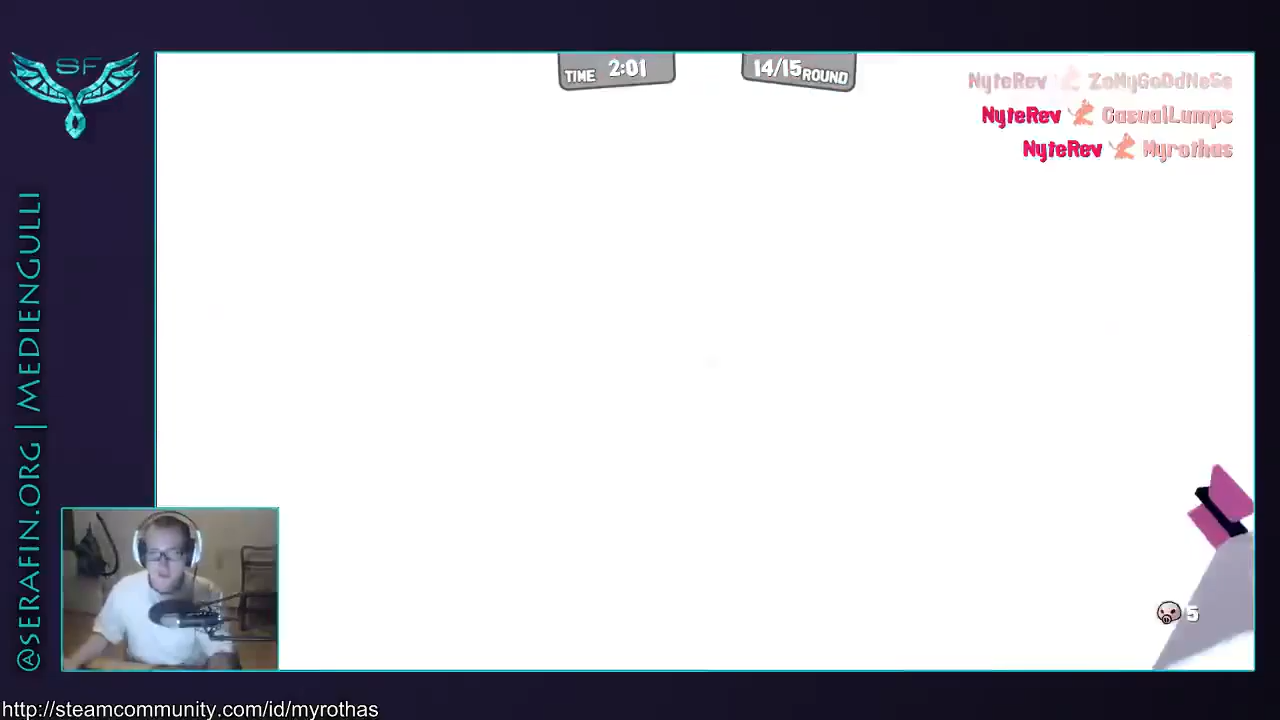 SF
TIME 2:01
14/15 ROUND
NyteRev ZoMyGoDdNeSs
NyteRev CasualLumps
NyteRev Myrothas
@SERAFIN.ORG | MEDIENGULLI
5
http://steamcommunity.com/id/myrothas